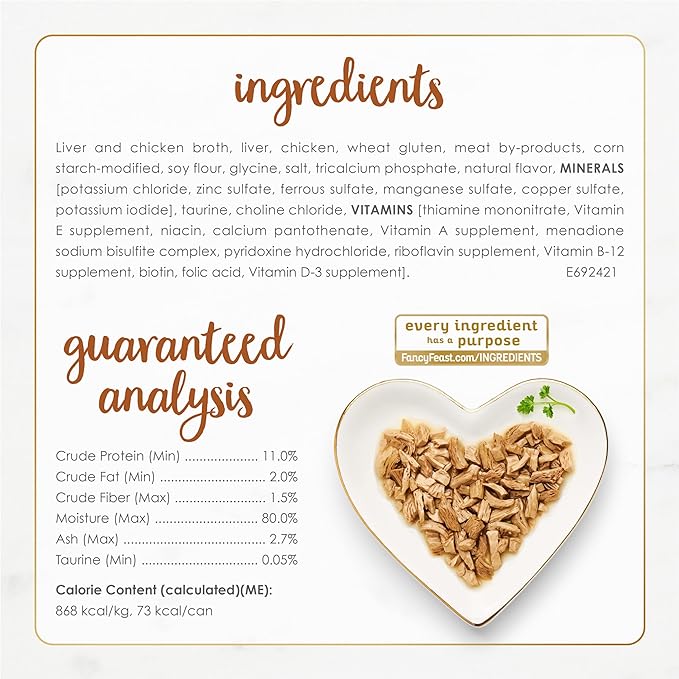 ingredients
Liver and chicken broth, liver, chicken, wheat gluten, meat by-products, corn
starch-modified, soy flour, glycine, salt, tricalcium phosphate, natural flavor, MINERALS
[potassium chloride, zinc sulfate, ferrous sulfate, manganese sulfate, copper sulfate,
potassium iodide], taurine, choline chloride, VITAMINS [thiamine mononitrate, Vitamin
E supplement, niacin, calcium pantothenate, Vitamin A supplement, menadione
sodium bisulfite complex, pyridoxine hydrochloride, riboflavin supplement, Vitamin B-12
supplement, biotin, folic acid, Vitamin D-3 supplement]. E692421
guaranteed
analysis
Crude Protein (Min) ................... 11.0%
Crude Fat (Min) ........................... 2.0%
Crude Fiber (Max) ....................... 1.5%
Moisture (Max) .......................... 80.0%
Ash (Max) .................................... 2.7%
Taurine (Min) .............................. 0.05%
Calorie Content (calculated)(ME):
868 kcal/kg, 73 kcal/can
every ingredient
has a purpose
FancyFeast.com/INGREDIENTS